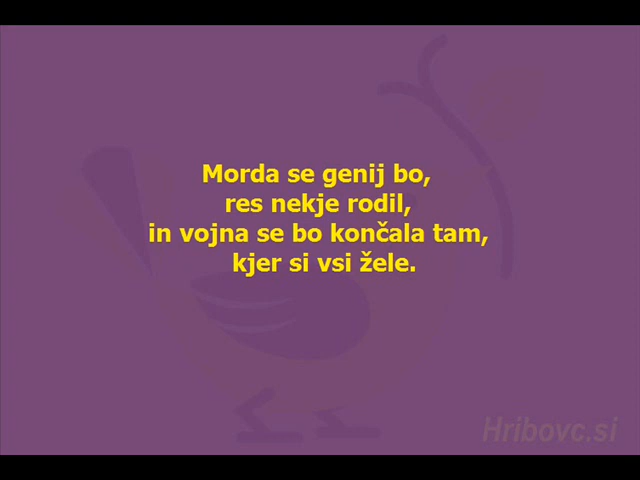 Morda se genij bo,
res nekje rodil,
in vojna se bo končala tam,
kjer si vsi žele.
Hribovc.si